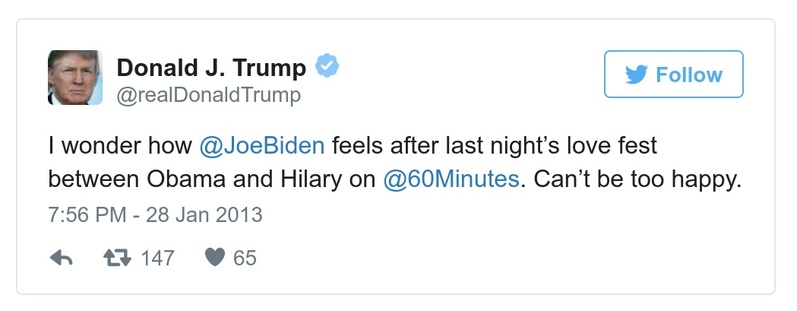 Donald J. Trump
@realDonaldTrump
Follow
I wonder how @JoeBiden feels after last night’s love fest
between Obama and Hilary on @60Minutes. Can’t be too happy.
7:56 PM - 28 Jan 2013
147 65